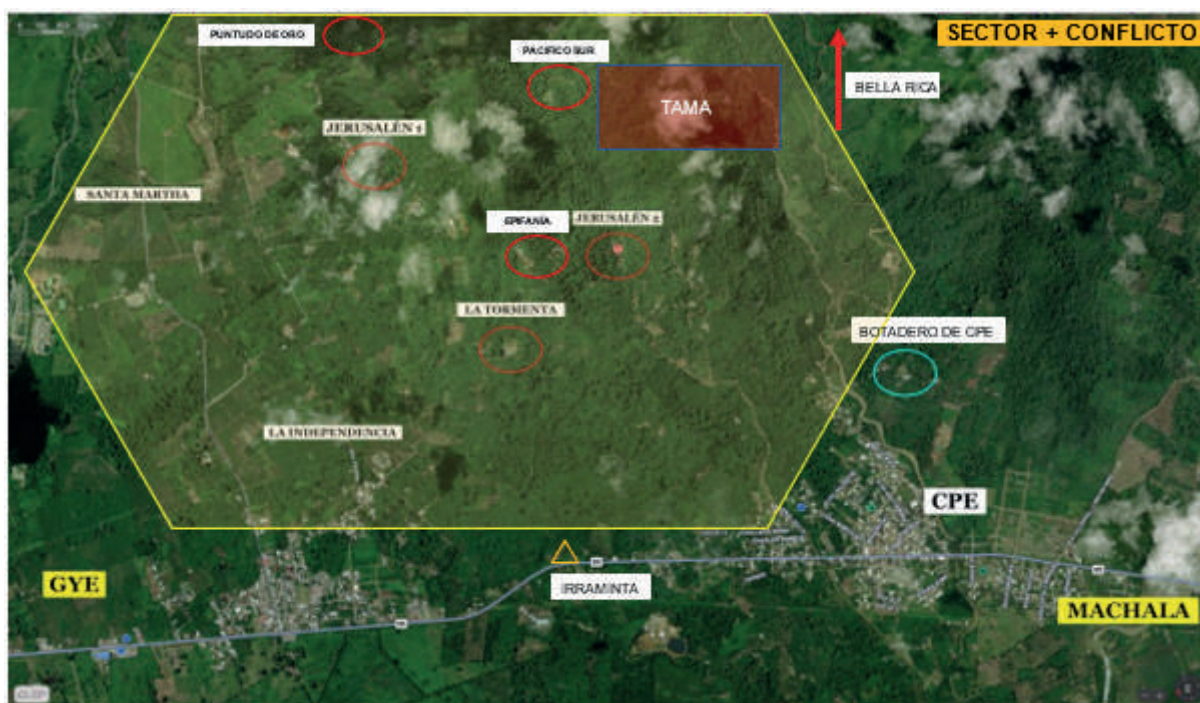 SECTOR + CONFLICTO
PUNTUDO DE ORO
PACIFICO SUR
BELLA RICA
TAMA
JERUSALÉN 1
SANTA MARTHA
EPIFANÍA
JERUSALÉN 2
LA TORMENTA
BOTADERO DE CPE
LA INDEPENDENCIA
CPE
GYE
IRRAMINTA
MACHALA